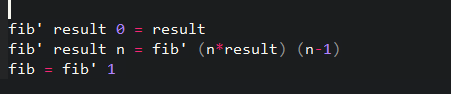 fib' result 0 = result
fib' result n = fib' (n*result) (n-1)
fib = fib' 1